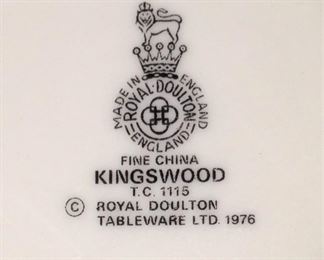 MADE IN ENGLAND
ROYAL·DOULTON
ENGLAND
FINE CHINA
KINGSWOOD
T.C. 1115
© ROYAL DOULTON
TABLEWARE LTD. 1976